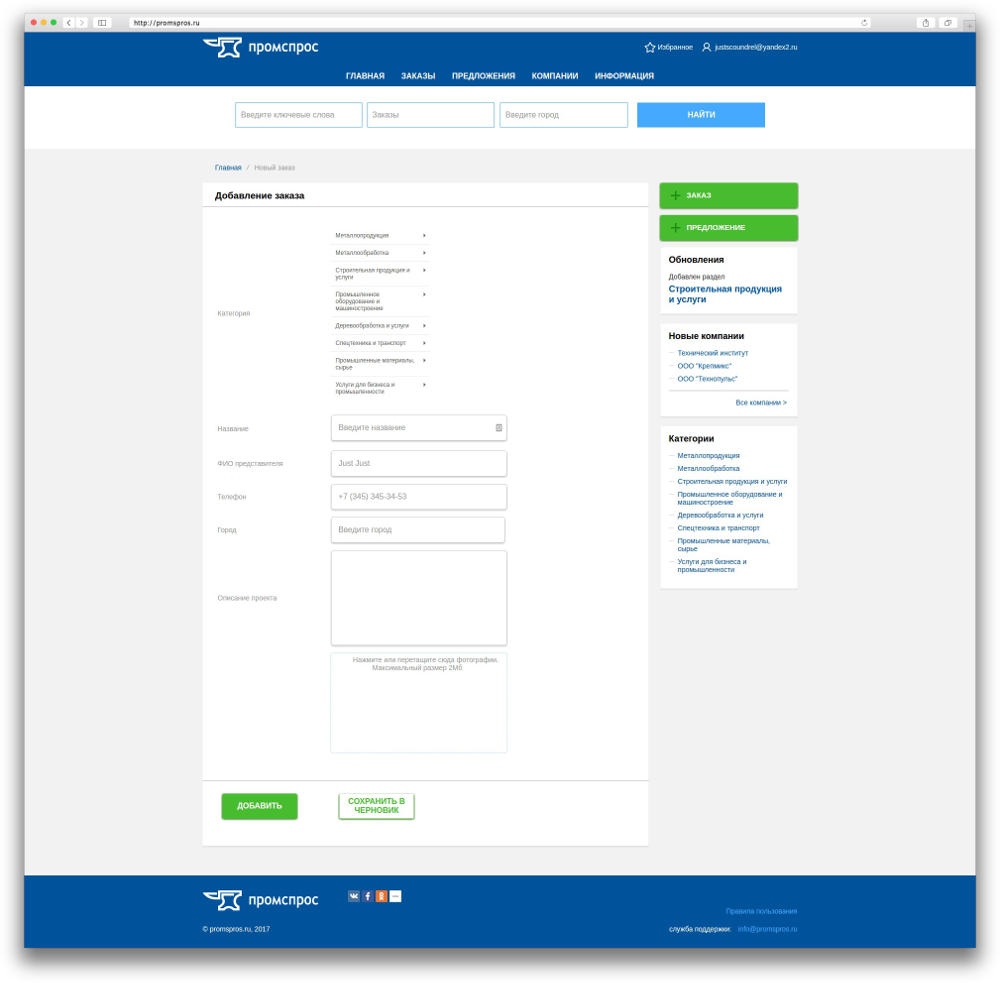 http://promspros.ru
промспрос
Избранное justscoundrel@yandex2.ru
ГЛАВНАЯ ЗАКАЗЫ ПРЕДЛОЖЕНИЯ КОМПАНИИ ИНФОРМАЦИЯ
Введите ключевые слова Заказы Введите город НАЙТИ
Главная / Новый заказ
Добавление заказа
Категория
Металлопродукция
Металлообработка
Строительная продукция и
услуги
Промышленное
оборудование и
машиностроение
Деревообработка и услуги
Спецтехника и транспорт
Промышленные материалы,
сырье
Услуги для бизнеса и
промышленности
Название Введите название
ФИО представителя Just Just
Телефон +7 (345) 345-34-53
Город Введите город
Описание проекта
Нажмите или перетащите сюда фотографии.
Максимальный размер 2Мб
ДОБАВИТЬ
СОХРАНИТЬ В
ЧЕРНОВИК
ЗАКАЗ
ПРЕДЛОЖЕНИЕ
Обновления
Добавлен раздел
Строительная продукция
и услуги
Новые компании
Технический институт
ООО "Крепмикс"
ООО "Технопульс"
Все компании >
Категории
Металлопродукция
Металлообработка
Строительная продукция и услуги
Промышленное оборудование и
машиностроение
Деревообработка и услуги
Спецтехника и транспорт
Промышленные материалы,
сырье
Услуги для бизнеса и
промышленности
промспрос
© promspros.ru, 2017
Правила пользования
служба поддержки: info@promspros.ru